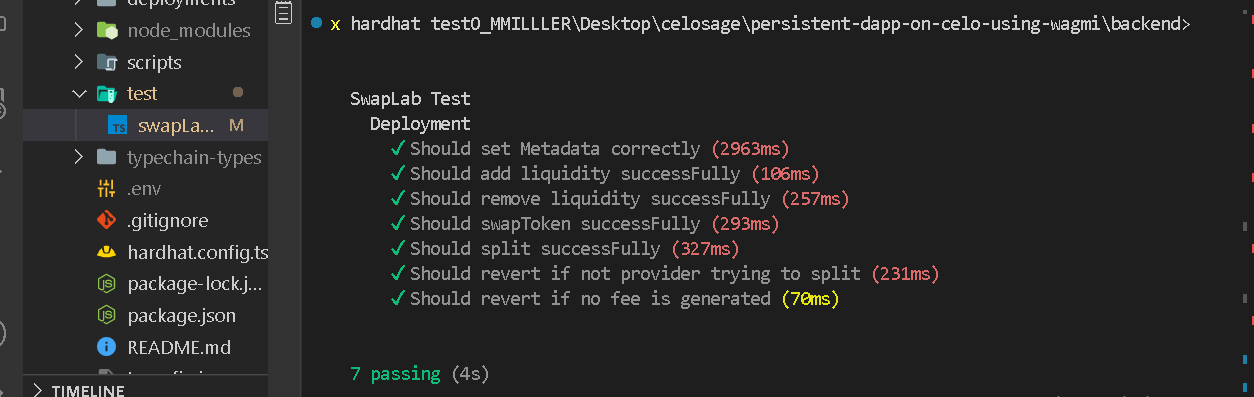 deployments
node_modules
scripts
test
swapLa... M
typechain-types
.env
.gitignore
hardhat.config.ts
package-lock.j...
package.json
README.md
TIMELINE
x hardhat testO_MMILLLER\Desktop\celosage\persistent-dapp-on-celo-using-wagmi\backend>
SwapLab Test
Deployment
✓ Should set Metadata correctly (2963ms)
✓ Should add liquidity successFully (106ms)
✓ Should remove liquidity successFully (257ms)
✓ Should swapToken successFully (293ms)
✓ Should split successFully (327ms)
✓ Should revert if not provider trying to split (231ms)
✓ Should revert if no fee is generated (70ms)
7 passing (4s)